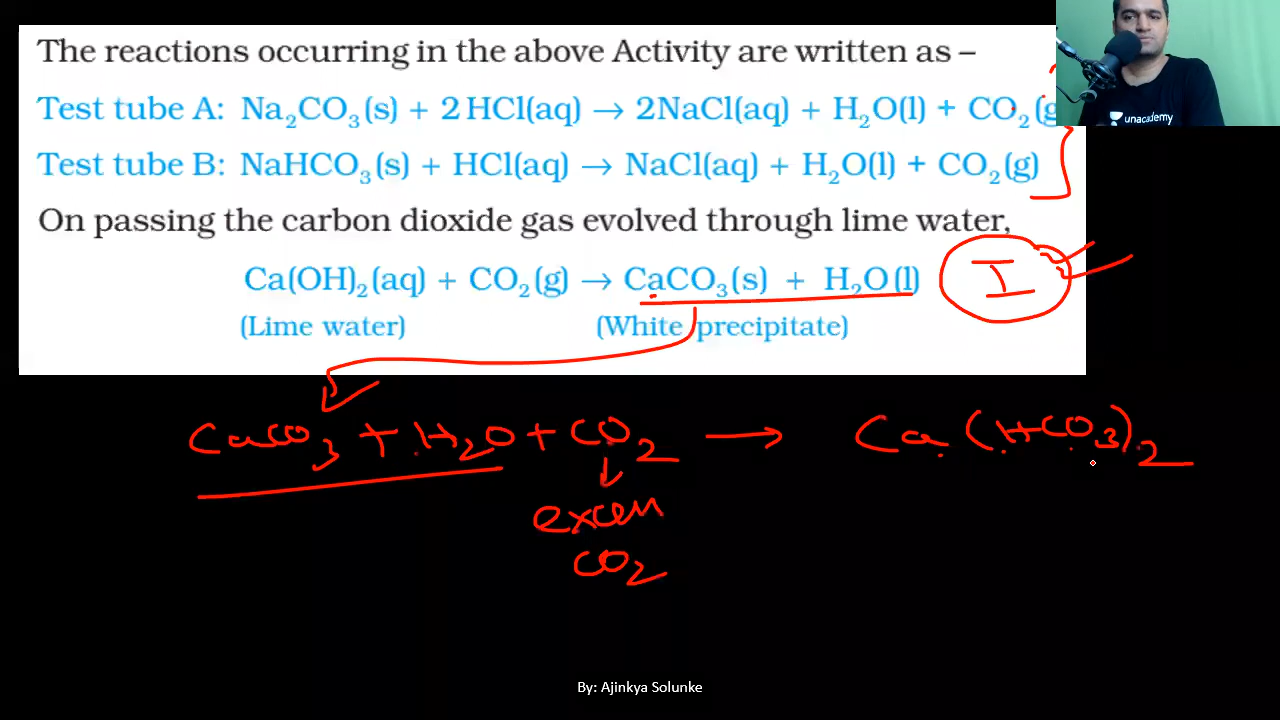 The reactions occurring in the above Activity are written as –
Test tube A: Na₂CO₃(s) + 2 HCl(aq) → 2NaCl(aq) + H₂O(l) + CO₂(g
unacademy
Test tube B: NaHCO₃(s) + HCl(aq) → NaCl(aq) + H₂O(l) + CO₂(g)
On passing the carbon dioxide gas evolved through lime water,
Ca(OH)₂(aq) + CO₂(g) → CaCO₃(s) + H₂O(l)
I
(Lime water) (White precipitate)
CaCO₃ + H₂O + CO₂ → Ca(HCO₃)₂
excess
CO₂
By: Ajinkya Solunke